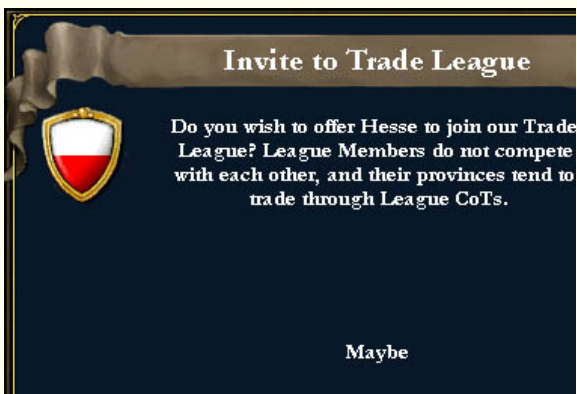 Invite to Trade League
Do you wish to offer Hesse to join our Trade
League? League Members do not compete
with each other, and their provinces tend to
trade through League CoTs.
Maybe